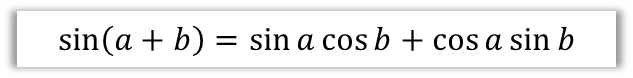 sin(𝑎 + 𝑏) = sin 𝑎 cos 𝑏 + cos 𝑎 sin 𝑏